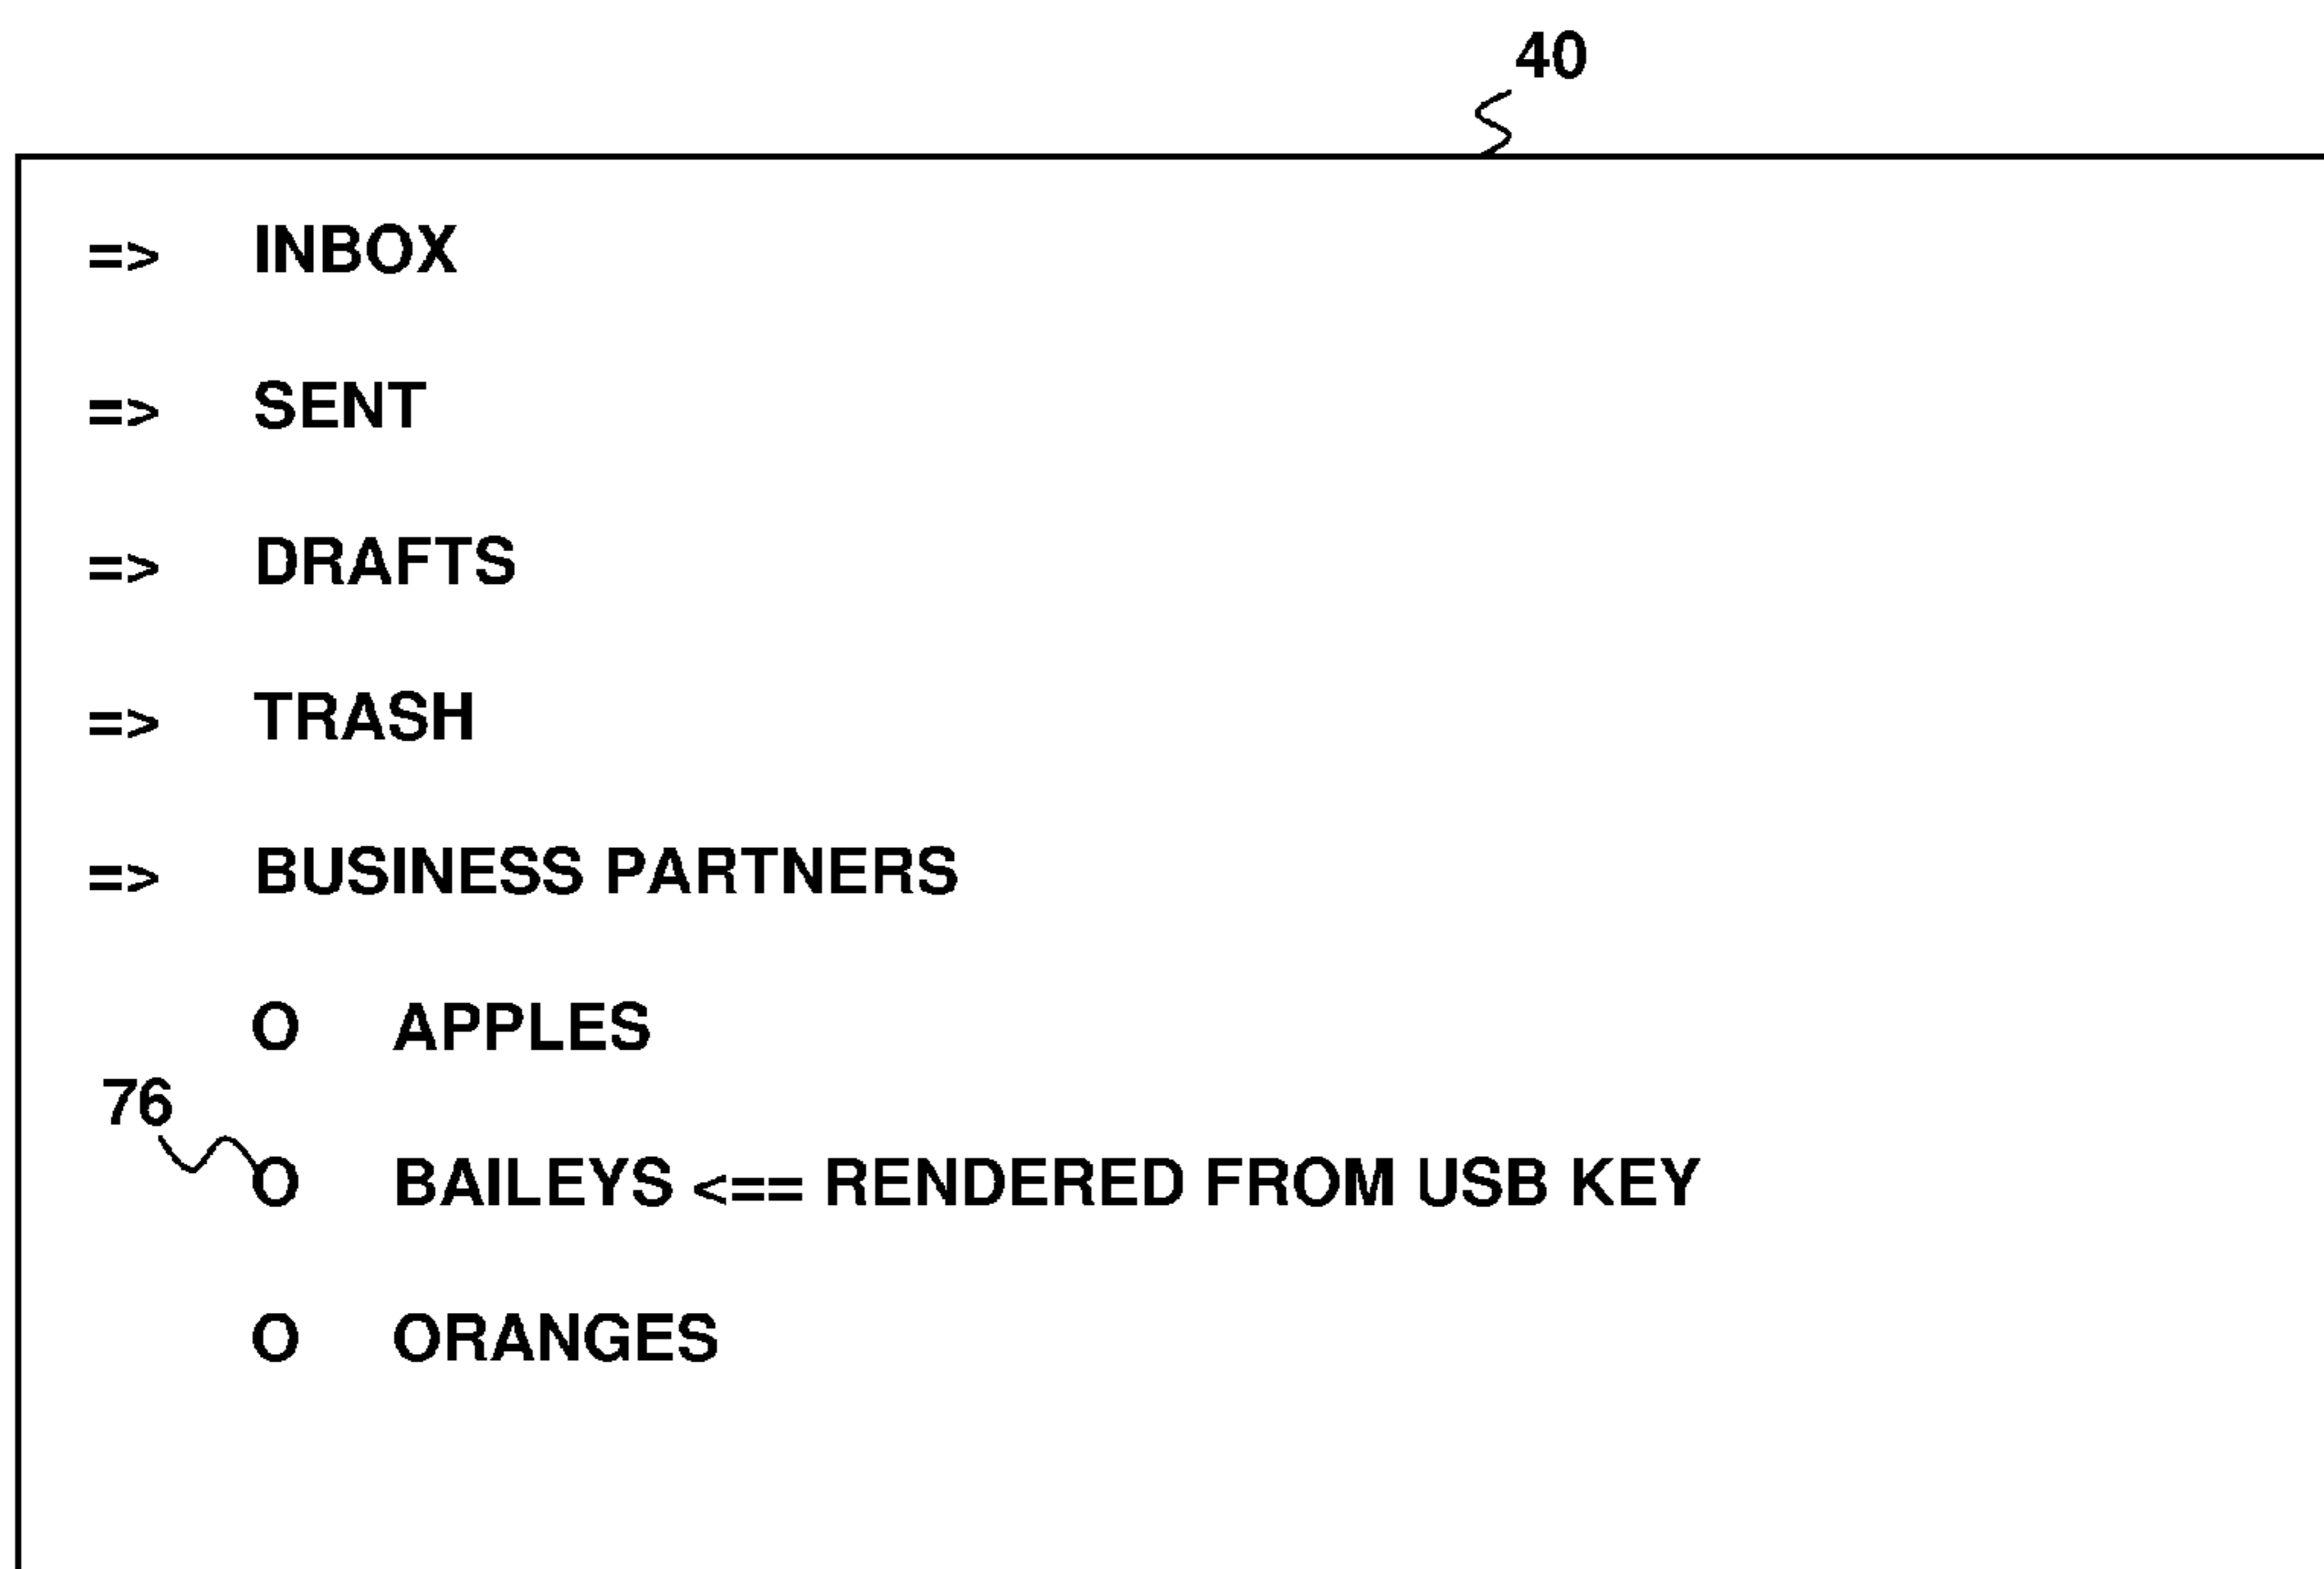 40
=> INBOX
=> SENT
=> DRAFTS
=> TRASH
=> BUSINESS PARTNERS
O APPLES
76
O BAILEYS <== RENDERED FROM USB KEY
O ORANGES